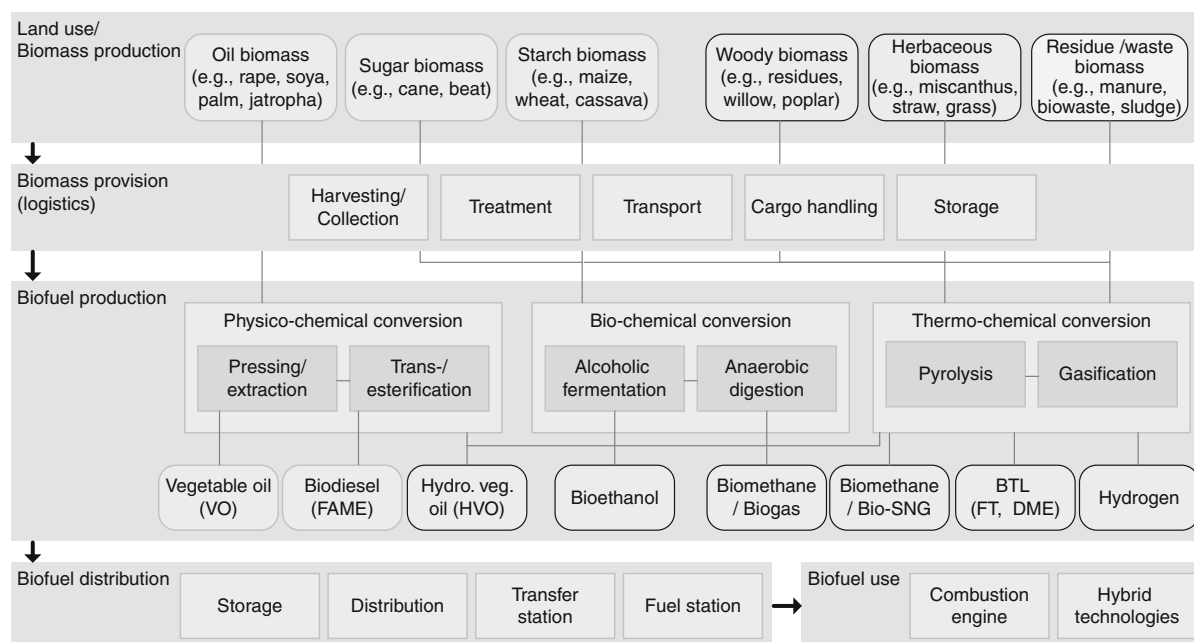 Land use/
Biomass production
Oil biomass
(e.g., rape, soya,
palm, jatropha)
Sugar biomass
(e.g., cane, beat)
Starch biomass
(e.g., maize,
wheat, cassava)
Woody biomass
(e.g., residues,
willow, poplar)
Herbaceous
biomass
(e.g., miscanthus,
straw, grass)
Residue /waste
biomass
(e.g., manure,
biowaste, sludge)
Biomass provision
(logistics)
Harvesting/
Collection
Treatment
Transport
Cargo handling
Storage
Biofuel production
Physico-chemical conversion
Pressing/
extraction
Trans-/
esterification
Bio-chemical conversion
Alcoholic
fermentation
Anaerobic
digestion
Thermo-chemical conversion
Pyrolysis
Gasification
Vegetable oil
(VO)
Biodiesel
(FAME)
Hydro. veg.
oil (HVO)
Bioethanol
Biomethane
/ Biogas
Biomethane
/ Bio-SNG
BTL
(FT, DME)
Hydrogen
Biofuel distribution
Storage
Distribution
Transfer
station
Fuel station
Biofuel use
Combustion
engine
Hybrid
technologies